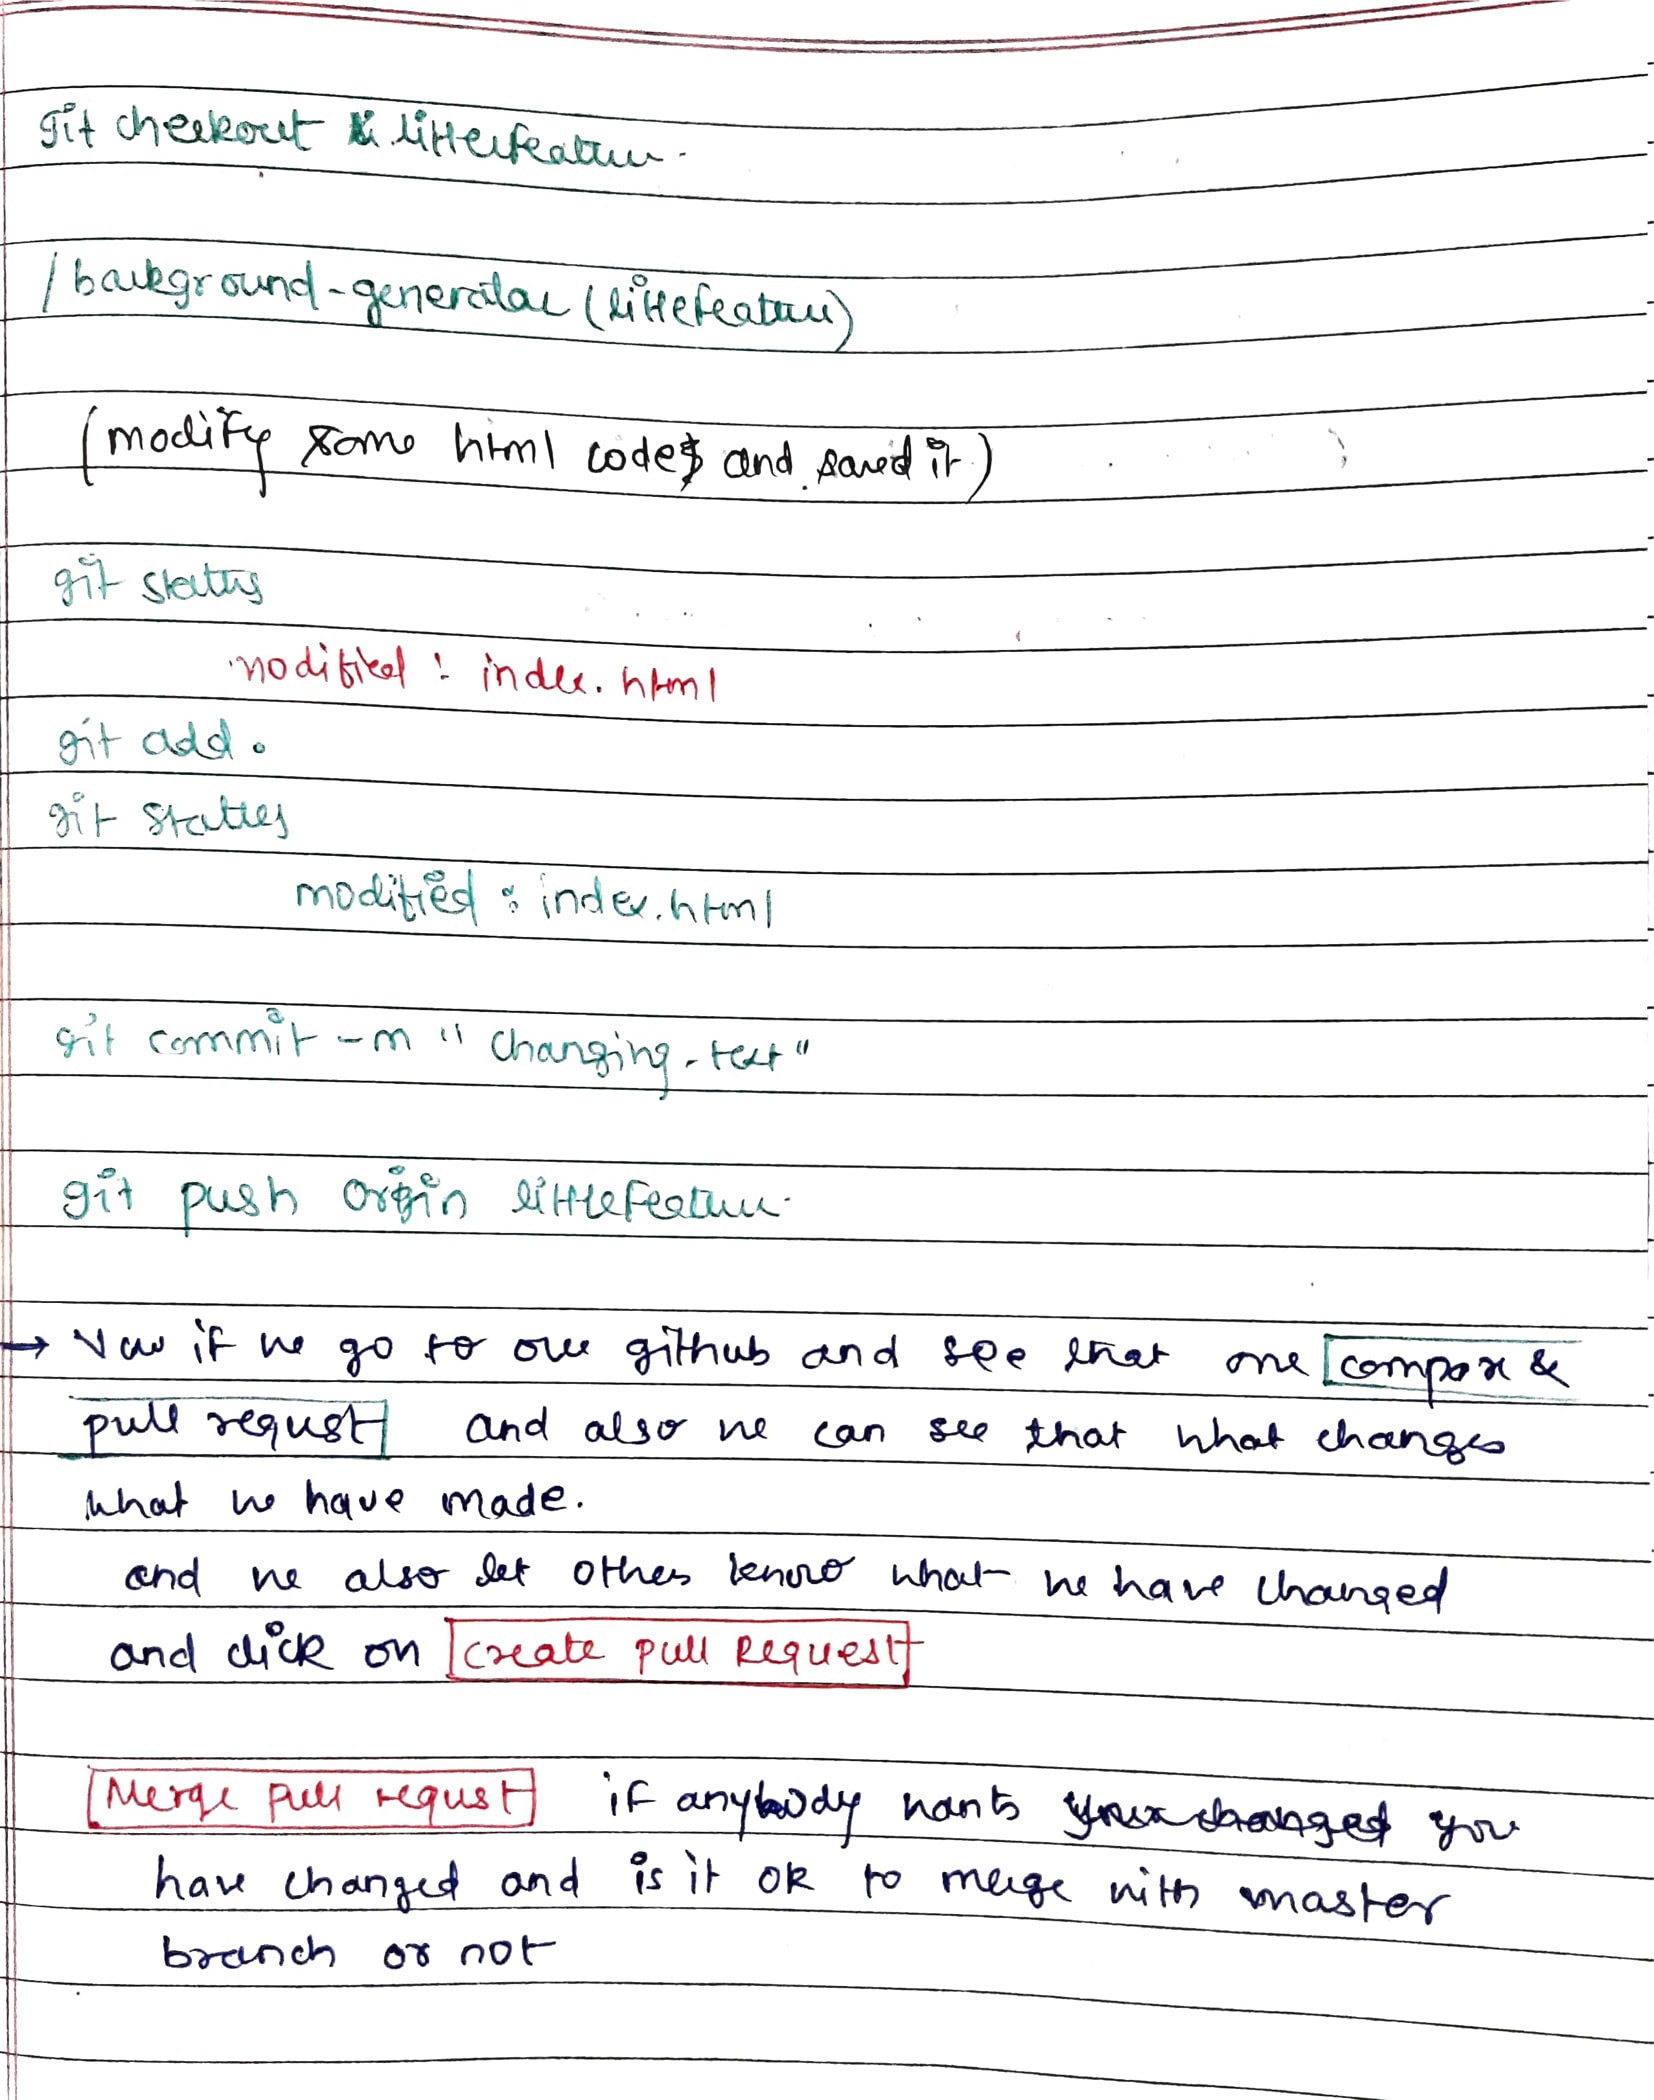 git checkout littlefeature.
/background-generator (littlefeature)
(modify some html codes and saved it)
git status
modified : index.html
git add .
git status
modified : index.html
git commit -m "changing-text"
git push origin littlefeature.
→ Now if we go to our github and see that one [compare &
pull requst] and also we can see that what changes
what we have made.
and we also let others know what we have changed
and click on [create pull Request]
[Merge pull requst] if anybody wants your changed you
have changed and is it ok to merge with master
branch or not